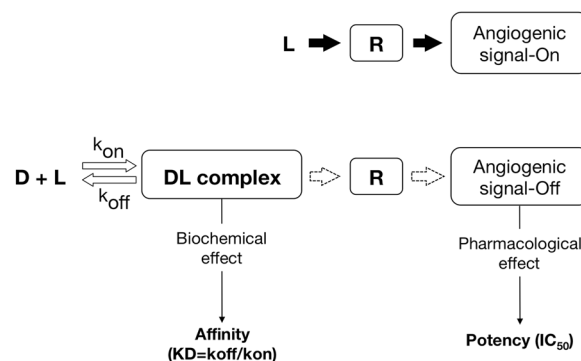 L
R
Angiogenic
signal-On
D + L
kon
koff
DL complex
R
Angiogenic
signal-Off
Biochemical
effect
Pharmacological
effect
Affinity
(KD=koff/kon)
Potency (IC50)